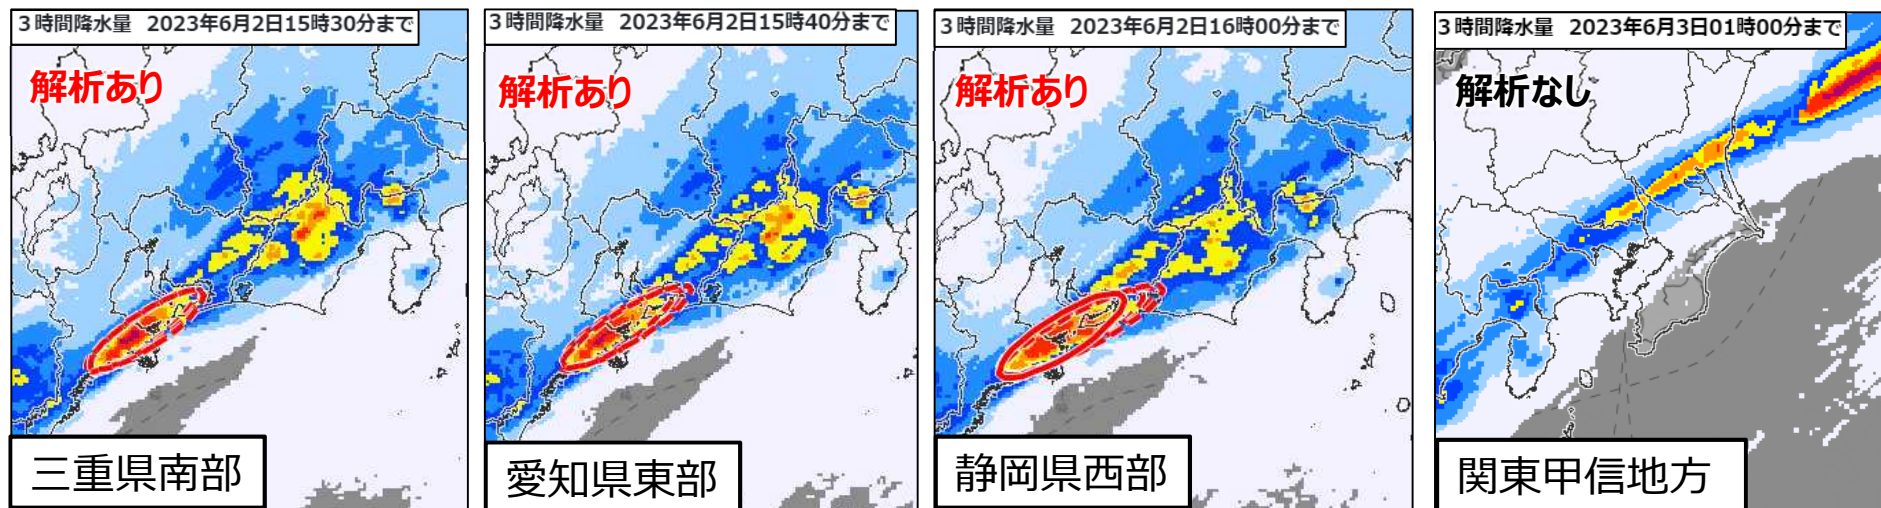 3時間降水量 2023年6月2日15時30分まで
解析あり
三重県南部
3時間降水量 2023年6月2日15時40分まで
解析あり
愛知県東部
3時間降水量 2023年6月2日16時00分まで
解析あり
静岡県西部
3時間降水量 2023年6月3日01時00分まで
解析なし
関東甲信地方